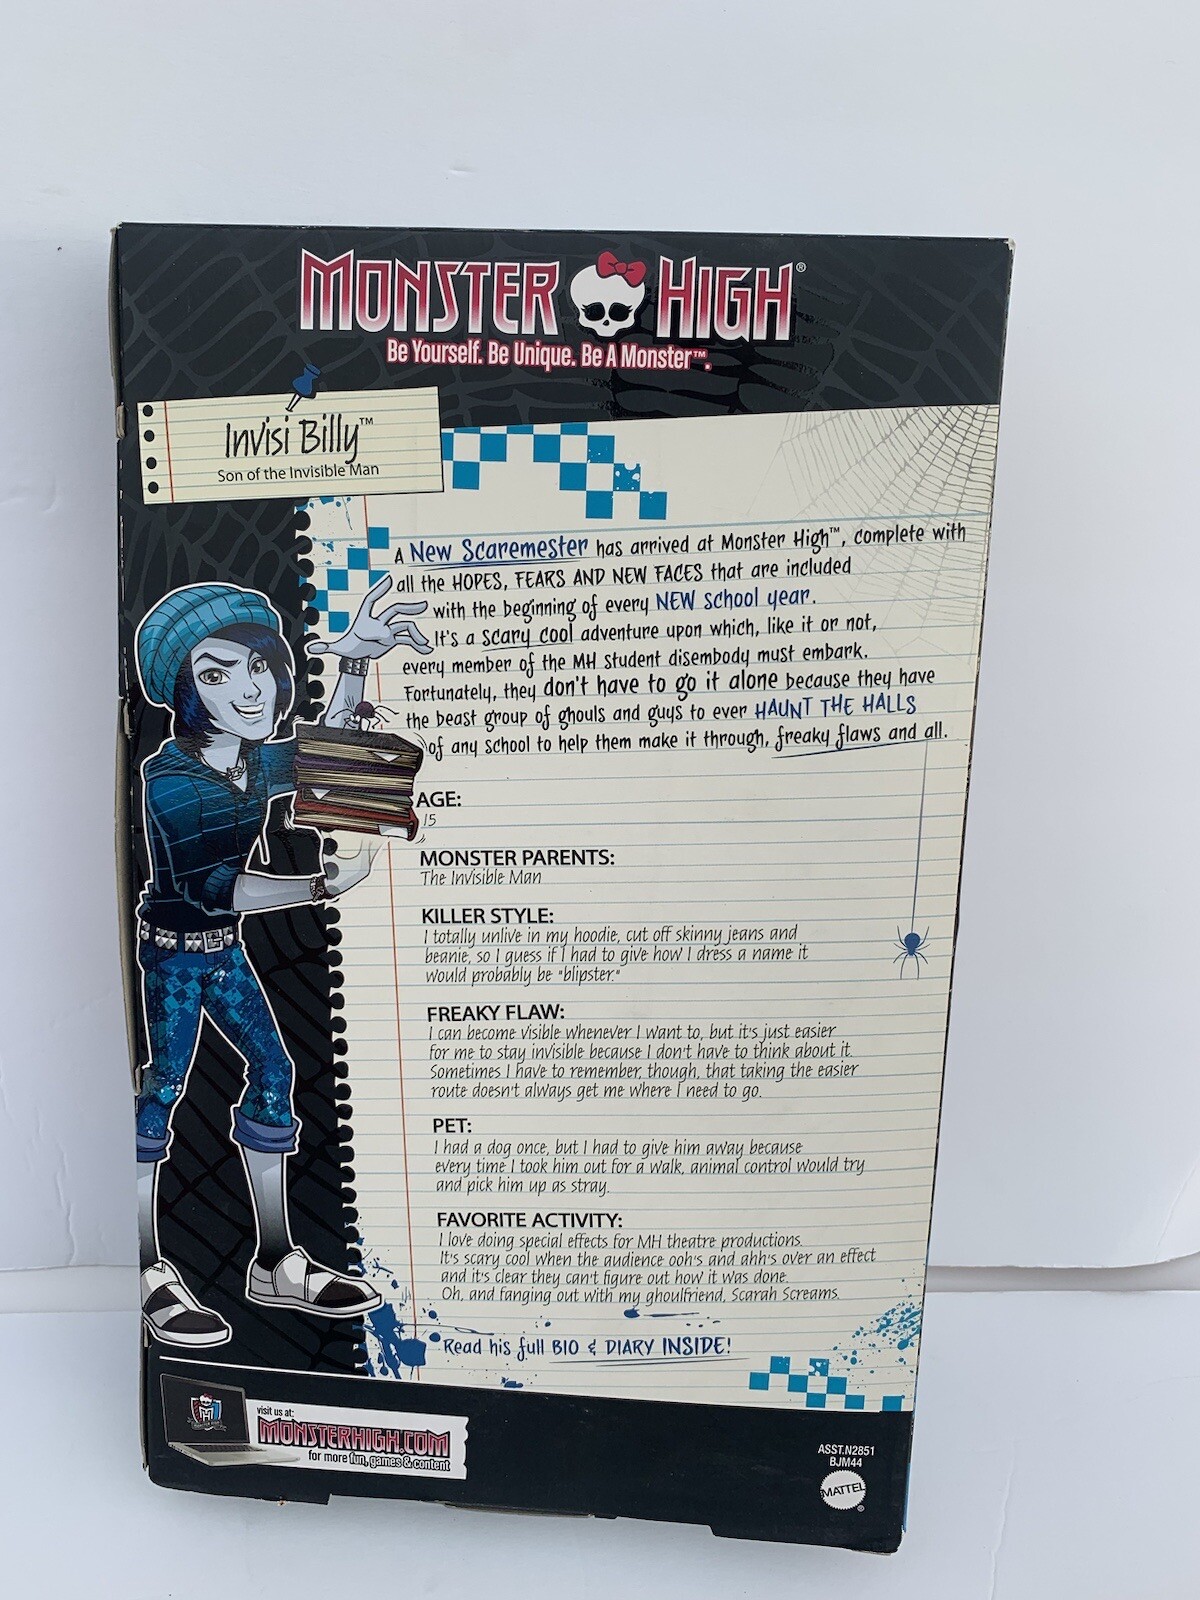 MONSTER HIGH®
Be Yourself. Be Unique. Be A Monster™.
Invisi Billy™
Son of the Invisible Man
A New Scaremester has arrived at Monster High™, complete with
all the HOPES, FEARS AND NEW FACES that are included
with the beginning of every NEW school year.
It's a scary cool adventure upon which, like it or not,
every member of the MH student disembody must embark.
Fortunately, they don't have to go it alone because they have
the beast group of ghouls and guys to ever HAUNT THE HALLS
of any school to help them make it through, freaky flaws and all.
AGE:
15
MONSTER PARENTS:
The Invisible Man
KILLER STYLE:
I totally unlive in my hoodie, cut off skinny jeans and
beanie, so I guess if I had to give how I dress a name it
would probably be "blipster."
FREAKY FLAW:
I can become visible whenever I want to, but it's just easier
for me to stay invisible because I don't have to think about it.
Sometimes I have to remember, though, that taking the easier
route doesn't always get me where I need to go.
PET:
I had a dog once, but I had to give him away because
every time I took him out for a walk, animal control would try
and pick him up as stray.
FAVORITE ACTIVITY:
I love doing special effects for MH theatre productions.
It's scary cool when the audience ooh's and ahh's over an effect
and it's clear they can't figure out how it was done.
Oh, and fanging out with my ghoulfriend, Scarah Screams.
Read his full BIO & DIARY INSIDE!
visit us at:
MONSTERHIGH.COM
for more fun, games & content
ASST.N2851
BJM44
MATTEL®